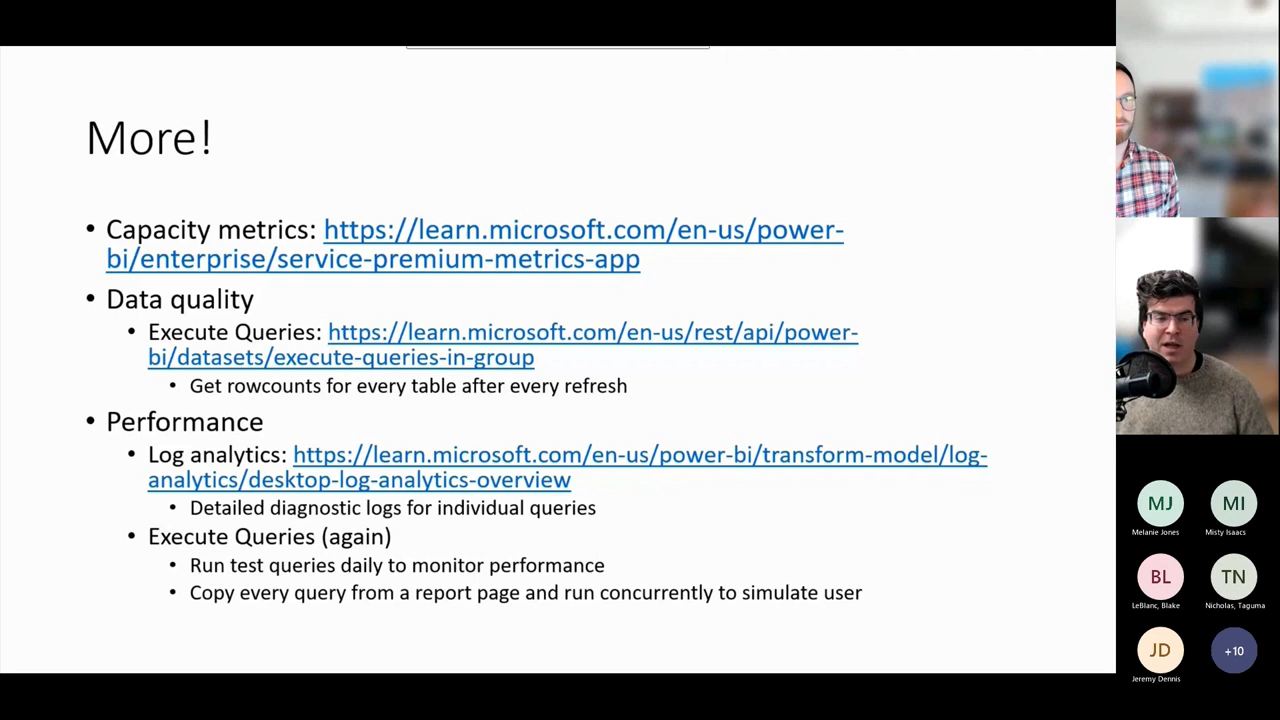 More!
• Capacity metrics: https://learn.microsoft.com/en-us/power-
bi/enterprise/service-premium-metrics-app
• Data quality
• Execute Queries: https://learn.microsoft.com/en-us/rest/api/power-
bi/datasets/execute-queries-in-group
• Get rowcounts for every table after every refresh
• Performance
• Log analytics: https://learn.microsoft.com/en-us/power-bi/transform-model/log-
analytics/desktop-log-analytics-overview
• Detailed diagnostic logs for individual queries
• Execute Queries (again)
• Run test queries daily to monitor performance
• Copy every query from a report page and run concurrently to simulate user
MJ
MI
Melanie Jones
Misty Isaacs
BL
TN
LeBlanc, Blake
Nicholas, Taguma
JD
+10
Jeremy Dennis